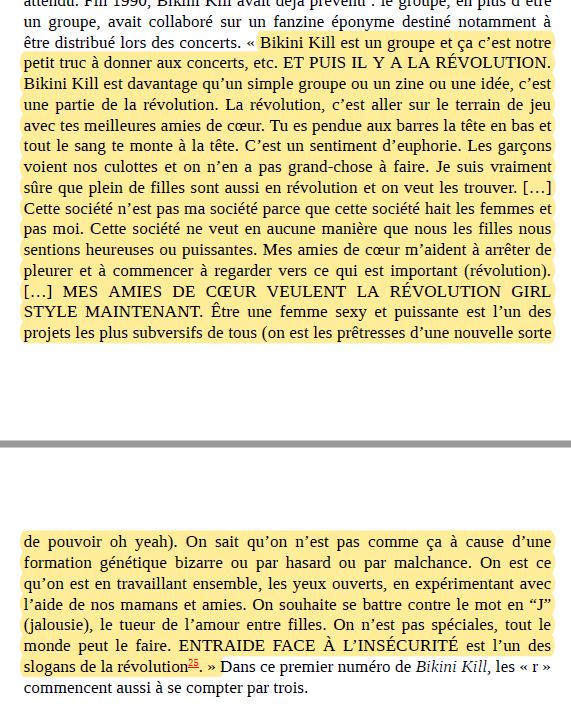 attendu. Fin 1990, Bikini Kill avait déjà prévenu : le groupe, en plus d’être
un groupe, avait collaboré sur un fanzine éponyme destiné notamment à
être distribué lors des concerts. « Bikini Kill est un groupe et ça c’est notre
petit truc à donner aux concerts, etc. ET PUIS IL Y A LA RÉVOLUTION.
Bikini Kill est davantage qu’un simple groupe ou un zine ou une idée, c’est
une partie de la révolution. La révolution, c’est aller sur le terrain de jeu
avec tes meilleures amies de cœur. Tu es pendue aux barres la tête en bas et
tout le sang te monte à la tête. C’est un sentiment d’euphorie. Les garçons
voient nos culottes et on n’en a pas grand-chose à faire. Je suis vraiment
sûre que plein de filles sont aussi en révolution et on veut les trouver. […]
Cette société n’est pas ma société parce que cette société hait les femmes et
pas moi. Cette société ne veut en aucune manière que nous les filles nous
sentions heureuses ou puissantes. Mes amies de cœur m’aident à arrêter de
pleurer et à commencer à regarder vers ce qui est important (révolution).
[…] MES AMIES DE CŒUR VEULENT LA RÉVOLUTION GIRL
STYLE MAINTENANT. Être une femme sexy et puissante est l’un des
projets les plus subversifs de tous (on est les prêtresses d’une nouvelle sorte
de pouvoir oh yeah). On sait qu’on n’est pas comme ça à cause d’une
formation génétique bizarre ou par hasard ou par malchance. On est ce
qu’on est en travaillant ensemble, les yeux ouverts, en expérimentant avec
l’aide de nos mamans et amies. On souhaite se battre contre le mot en “J”
(jalousie), le tueur de l’amour entre filles. On n’est pas spéciales, tout le
monde peut le faire. ENTRAIDE FACE À L’INSÉCURITÉ est l’un des
slogans de la révolution25. » Dans ce premier numéro de Bikini Kill, les « r »
commencent aussi à se compter par trois.